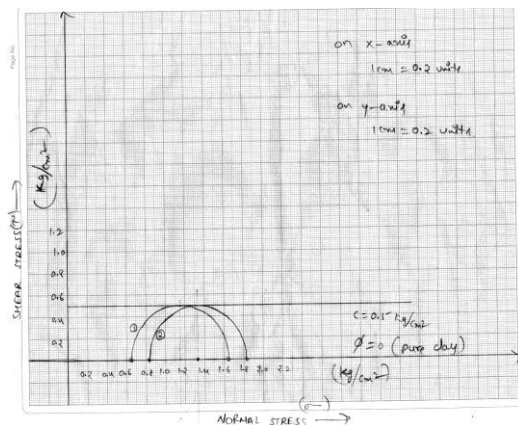 Page No.
on x-axis
1cm = 0.2 units
on y-axis
1cm = 0.2 units
(Kg/cm2)
SHEAR STRESS(τ) →
1.2
1.0
0.8
0.6
0.4
0.2
① ②
C = 0.5 Kg/cm2
φ = 0 (pure clay)
0.2 0.4 0.6 0.8 1.0 1.2 1.4 1.6 1.8 2.0 2.2
(kg/cm2)
(σ)
NORMAL STRESS →